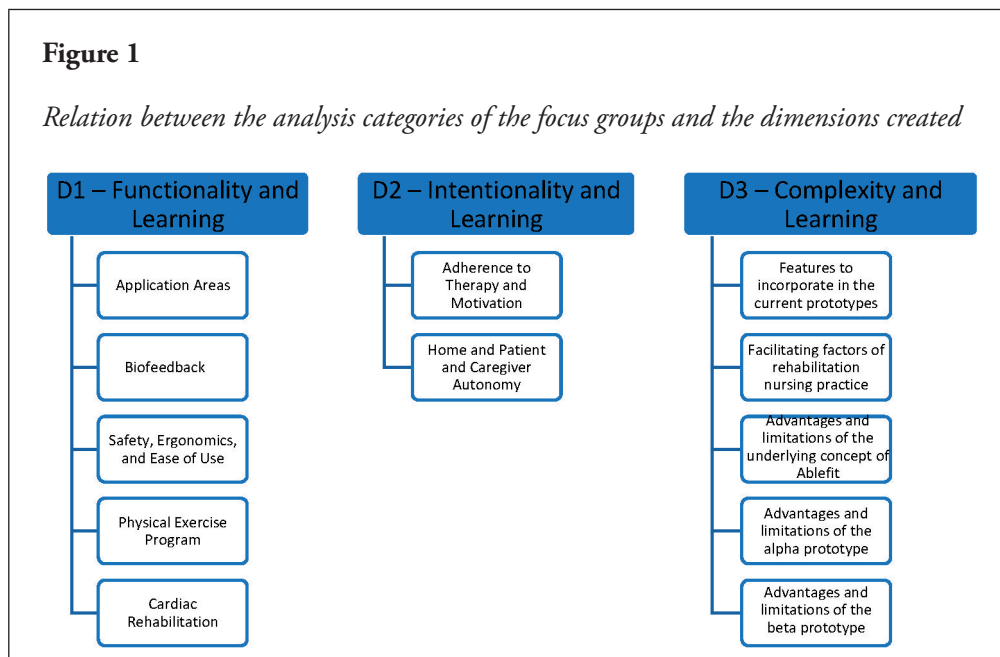 Figure 1
Relation between the analysis categories of the focus groups and the dimensions created
D1 – Functionality and
Learning
Application Areas
Biofeedback
Safety, Ergonomics,
and Ease of Use
Physical Exercise
Program
Cardiac
Rehabilitation
D2 – Intentionality and
Learning
Adherence to
Therapy and
Motivation
Home and Patient
and Caregiver
Autonomy
D3 – Complexity and
Learning
Features to
incorporate in the
current prototypes
Facilitating factors of
rehabilitation
nursing practice
Advantages and
limitations of the
underlying concept of
Ablefit
Advantages and
limitations of the
alpha prototype
Advantages and
limitations of the
beta prototype